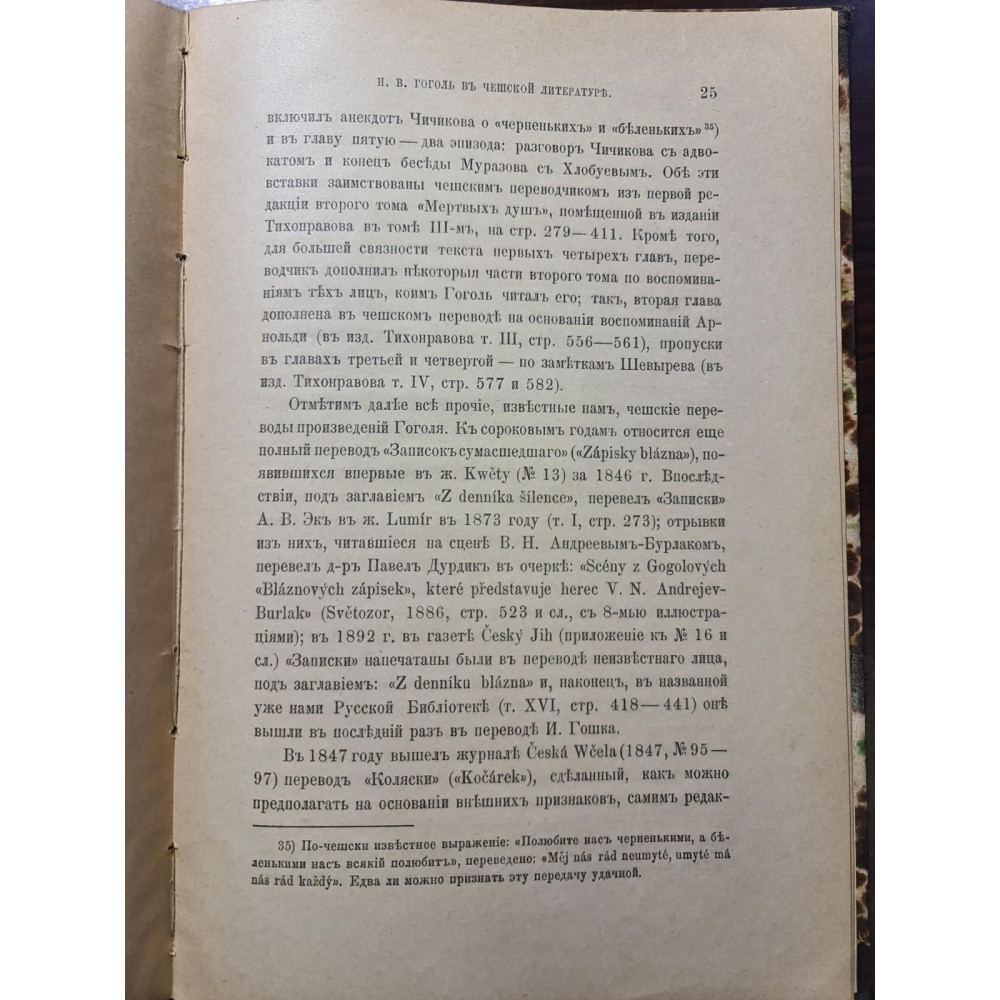 Н. В. ГОГОЛЬ ВЪ ЧЕШСКОЙ ЛИТЕРАТУРѢ. 25
включилъ анекдотъ Чичикова о «черненькихъ» и «бѣленькихъ» 35)
и въ главу пятую — два эпизода: разговоръ Чичикова съ адво-
катомъ и конецъ бесѣды Муразова съ Хлобуевымъ. Обѣ эти
вставки заимствованы чешскимъ переводчикомъ изъ первой ре-
дакціи второго тома «Мертвыхъ душъ», помѣщенной въ изданіи
Тихонравова въ томѣ III-мъ, на стр. 279—411. Кромѣ того,
для большей связности текста первыхъ четырехъ главъ, пере-
водчикъ дополнилъ нѣкоторыя части второго тома по воспомина-
ніямъ тѣхъ лицъ, коимъ Гоголь читалъ его; такъ, вторая глава
дополнена въ чешскомъ переводѣ на основаніи воспоминаній Ар-
нольди (въ изд. Тихонравова т. III, стр. 556—561), пропуски
въ главахъ третьей и четвертой — по замѣткамъ Шевырева (въ
изд. Тихонравова т. IV, стр. 577 и 582).
Отмѣтимъ далѣе всѣ прочіе, извѣстные намъ, чешскіе пере-
воды произведеній Гоголя. Къ сороковымъ годамъ относится еще
полный переводъ «Записокъ сумасшедшаго» («Zápisky blázna»), по-
явившихся впервые въ ж. Kwěty (№ 13) за 1846 г. Впослѣд-
ствіи, подъ заглавіемъ «Z denníka šílence», перевелъ «Записки»
А. В. Экъ въ ж. Lumír въ 1873 году (т. I, стр. 273); отрывки
изъ нихъ, читавшіеся на сценѣ В. Н. Андреевымъ-Бурлакомъ,
перевелъ д-ръ Павелъ Дурдикъ въ очеркѣ: «Scény z Gogolových
«Bláznových zápisek», které představuje herec V. N. Andrejev-
Burlak» (Světozor, 1886, стр. 523 и сл., съ 8-мью иллюстра-
ціями); въ 1892 г. въ газетѣ Český Jih (приложеніе къ № 16 и
сл.) «Записки» напечатаны были въ переводѣ неизвѣстнаго лица,
подъ заглавіемъ: «Z denníku blázna» и, наконецъ, въ названной
уже нами Русской Библіотекѣ (т. XVI, стр. 418—441) онѣ
вышли въ послѣдній разъ въ переводѣ И. Гошка.
Въ 1847 году вышелъ журналѣ Česká Wčela (1847, № 95—
97) переводъ «Коляски» («Kočárek»), сдѣланный, какъ можно
предполагать на основаніи внѣшнихъ признаковъ, самимъ редак-
35) По-чешски извѣстное выраженіе: «Полюбите насъ черненькими, а бѣ-
ленькими насъ всякій полюбитъ», переведено: «Měj nás rád neumyté, umyté má
nás rád každý». Едва ли можно признать эту передачу удачной.